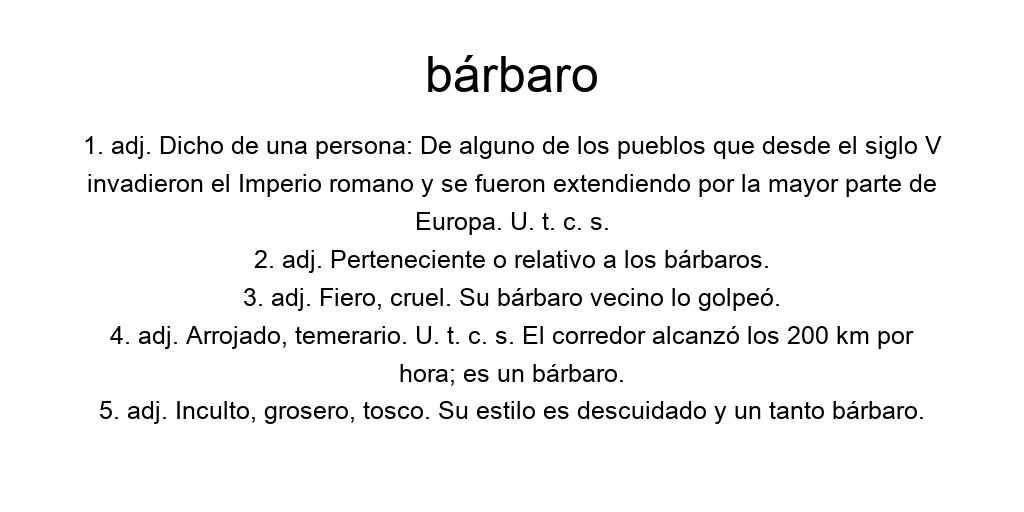 bárbaro
1. adj. Dicho de una persona: De alguno de los pueblos que desde el siglo V
invadieron el Imperio romano y se fueron extendiendo por la mayor parte de
Europa. U. t. c. s.
2. adj. Perteneciente o relativo a los bárbaros.
3. adj. Fiero, cruel. Su bárbaro vecino lo golpeó.
4. adj. Arrojado, temerario. U. t. c. s. El corredor alcanzó los 200 km por
hora; es un bárbaro.
5. adj. Inculto, grosero, tosco. Su estilo es descuidado y un tanto bárbaro.